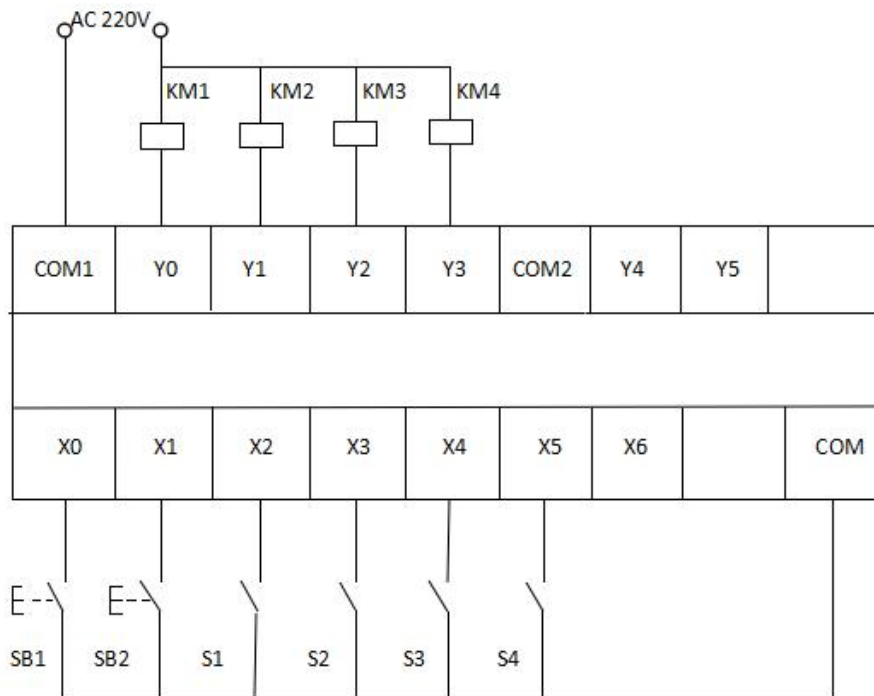 AC 220V
KM1 KM2 KM3 KM4
COM1 Y0 Y1 Y2 Y3 COM2 Y4 Y5
X0 X1 X2 X3 X4 X5 X6 COM
SB1 SB2 S1 S2 S3 S4